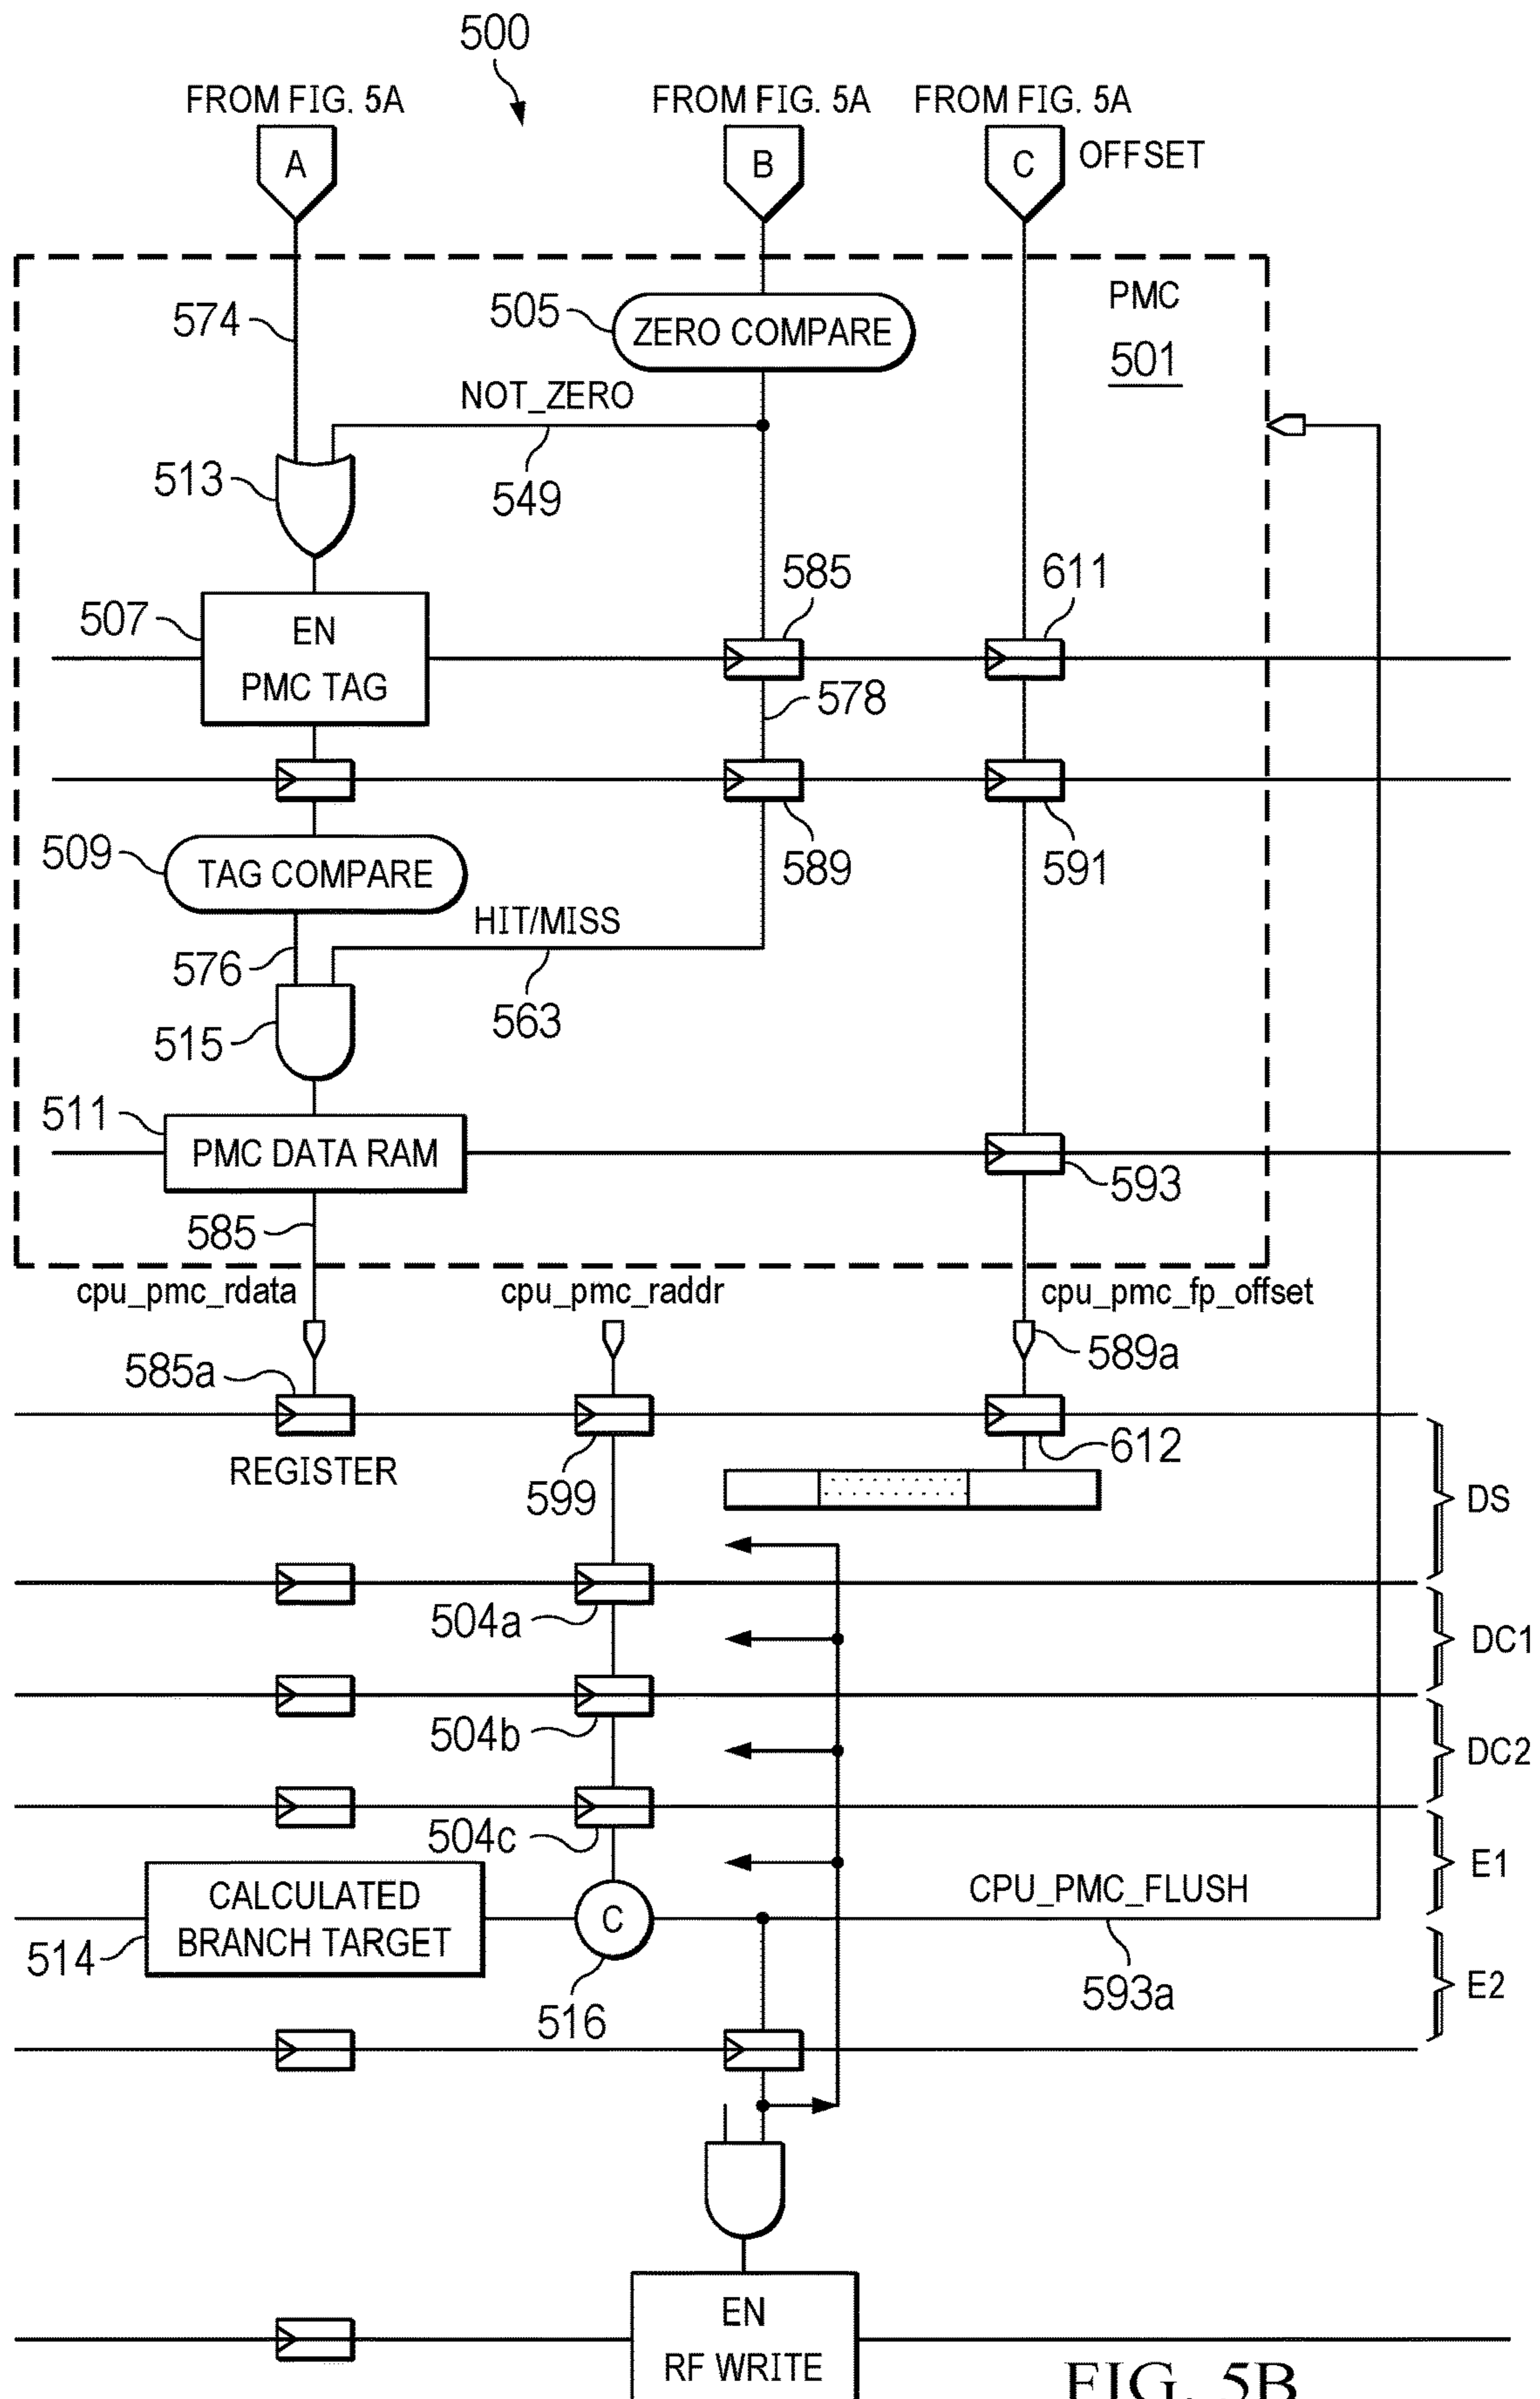 500
FROM FIG. 5A
FROM FIG. 5A
FROM FIG. 5A
A
B
C
OFFSET
PMC
501
574
505
ZERO COMPARE
NOT_ZERO
513
549
585
611
507
EN
PMC TAG
578
509
TAG COMPARE
589
591
HIT/MISS
576
563
515
511
PMC DATA RAM
593
585
cpu_pmc_rdata
cpu_pmc_raddr
cpu_pmc_fp_offset
589a
585a
REGISTER
599
612
DS
504a
DC1
504b
DC2
504c
E1
CALCULATED
BRANCH TARGET
C
CPU_PMC_FLUSH
514
516
593a
E2
EN
RF WRITE
FIG. 5B